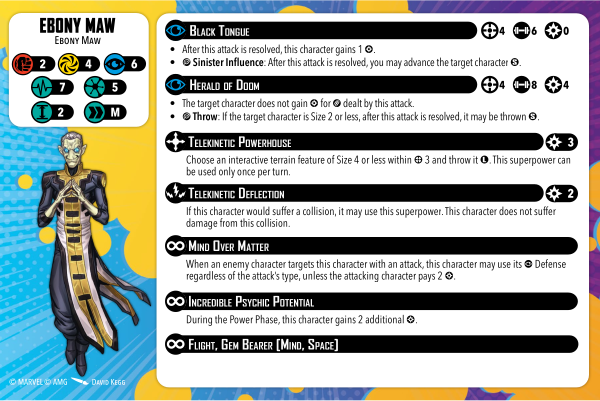 EBONY MAW
EBONY MAW
2 4 6
7 5
2 M
BLACK TONGUE 4 6 0
• After this attack is resolved, this character gains 1 .
• Sinister Influence: After this attack is resolved, you may advance the target character S.
HERALD OF DOOM 4 8 4
• The target character does not gain for dealt by this attack.
• Throw: If the target character is Size 2 or less, after this attack is resolved, it may be thrown S.
TELEKINETIC POWERHOUSE 3
Choose an interactive terrain feature of Size 4 or less within 3 and throw it L. This superpower can
be used only once per turn.
TELEKINETIC DEFLECTION 2
If this character would suffer a collision, it may use this superpower. This character does not suffer
damage from this collision.
MIND OVER MATTER
When an enemy character targets this character with an attack, this character may use its Defense
regardless of the attack's type, unless the attacking character pays 2 .
INCREDIBLE PSYCHIC POTENTIAL
During the Power Phase, this character gains 2 additional .
FLIGHT, GEM BEARER [MIND, SPACE]
© MARVEL © AMG DAVID KEGG